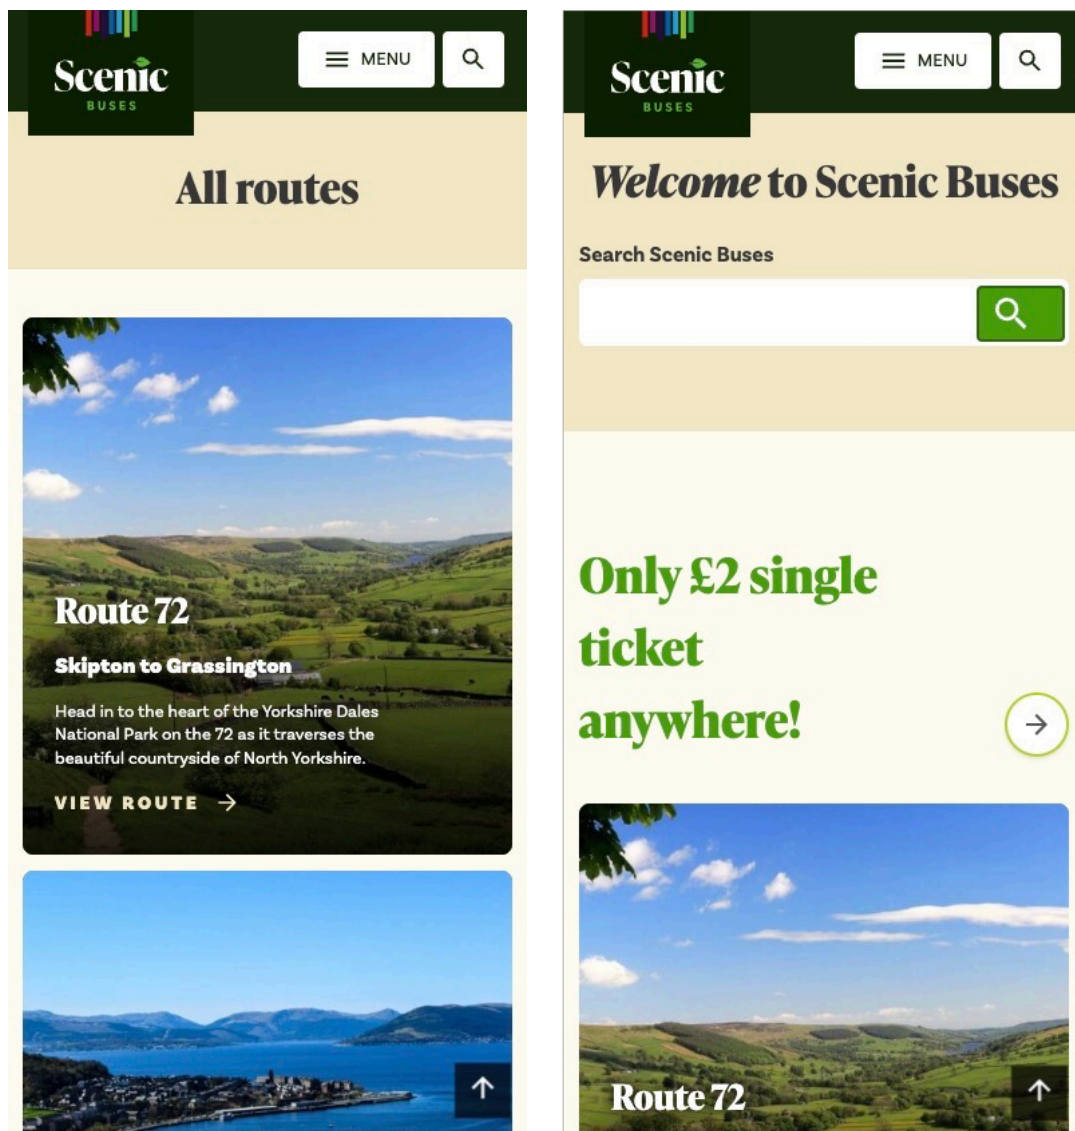 Scenic
BUSES
MENU
All routes
Route 72
Skipton to Grassington
Head in to the heart of the Yorkshire Dales
National Park on the 72 as it traverses the
beautiful countryside of North Yorkshire.
VIEW ROUTE
Scenic
BUSES
MENU
Welcome to Scenic Buses
Search Scenic Buses
Only £2 single
ticket
anywhere!
Route 72